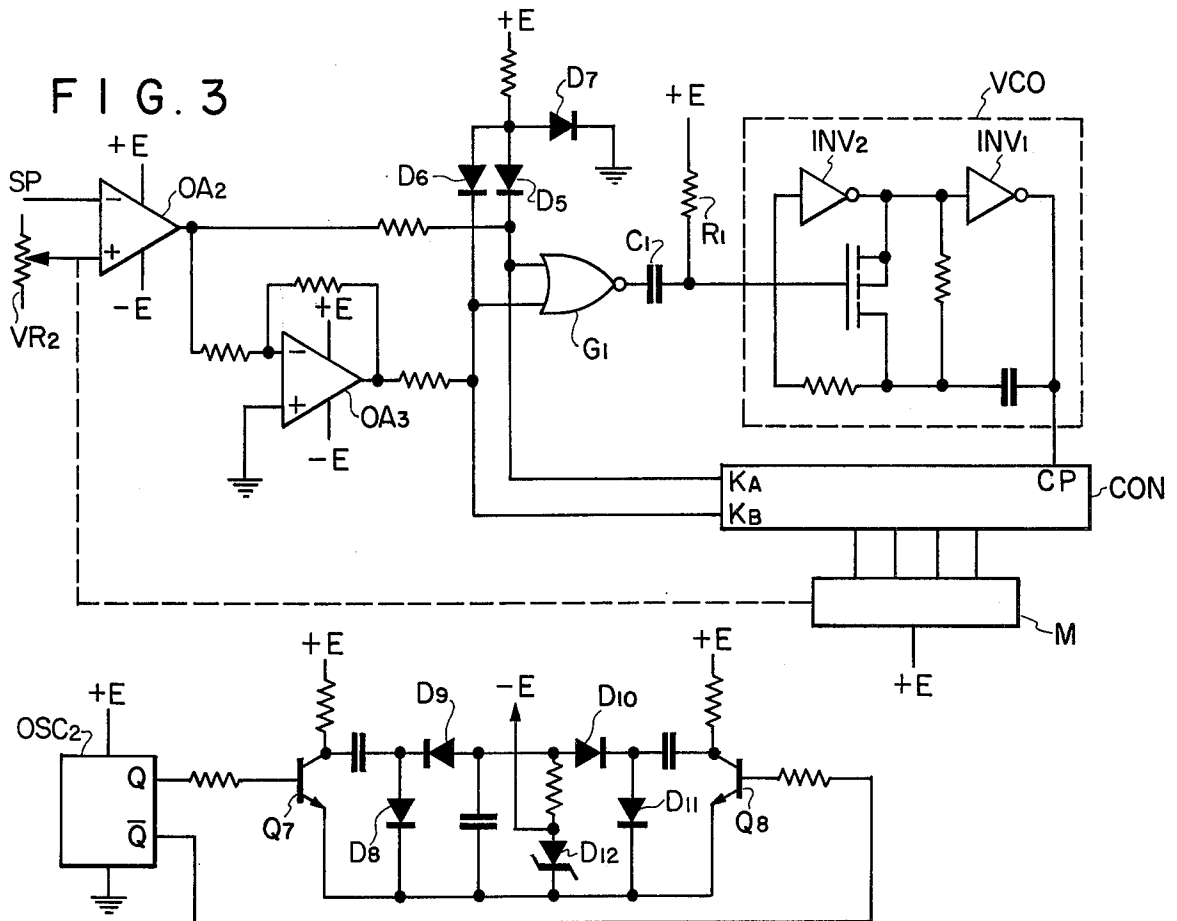 FIG. 3
+E
D7
+E
VCO
+E
INV2
INV1
SP
OA2
D6
D5
-
+
R1
C1
-E
VR2
+E
G1
-
+
OA3
-E
KA
CP
CON
KB
M
+E
+E
+E
+E
D9
-E
D10
OSC2
Q
Q7
D8
D12
D11
Q8
Q̅